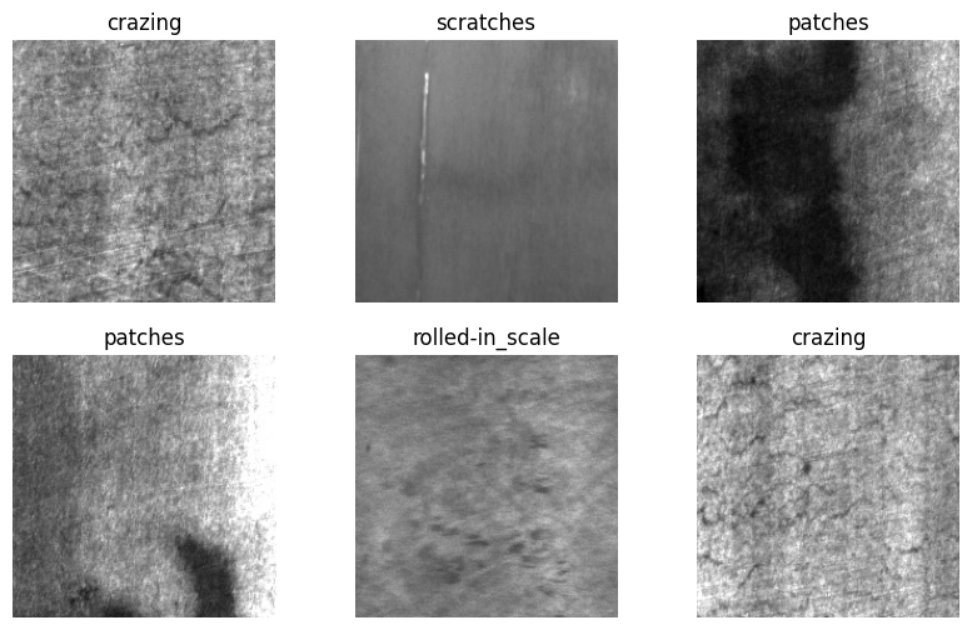 crazing
scratches
patches
patches
rolled-in_scale
crazing